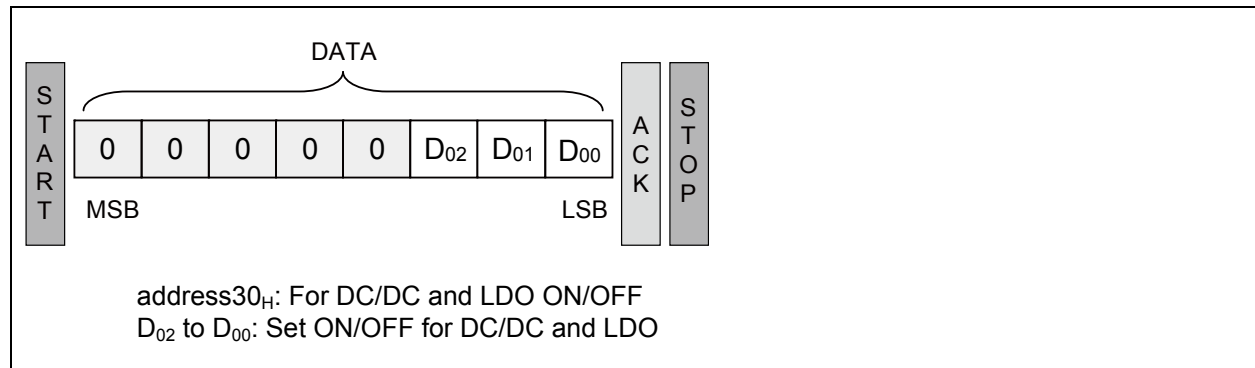 DATA
START
0 0 0 0 0 D₀₂ D₀₁ D₀₀
ACK
STOP
MSB LSB
address30H: For DC/DC and LDO ON/OFF
D₀₂ to D₀₀: Set ON/OFF for DC/DC and LDO